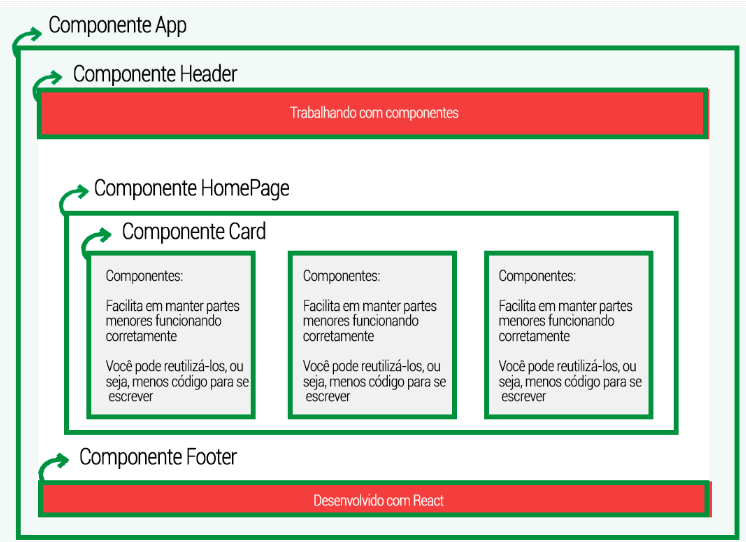 Componente App
Componente Header
Trabalhando com componentes
Componente HomePage
Componente Card
Componentes:
Facilita em manter partes
menores funcionando
corretamente
Você pode reutilizá-los, ou
seja, menos código para se
escrever
Componentes:
Facilita em manter partes
menores funcionando
corretamente
Você pode reutilizá-los, ou
seja, menos código para se
escrever
Componentes:
Facilita em manter partes
menores funcionando
corretamente
Você pode reutilizá-los, ou
seja, menos código para se
escrever
Componente Footer
Desenvolvido com React